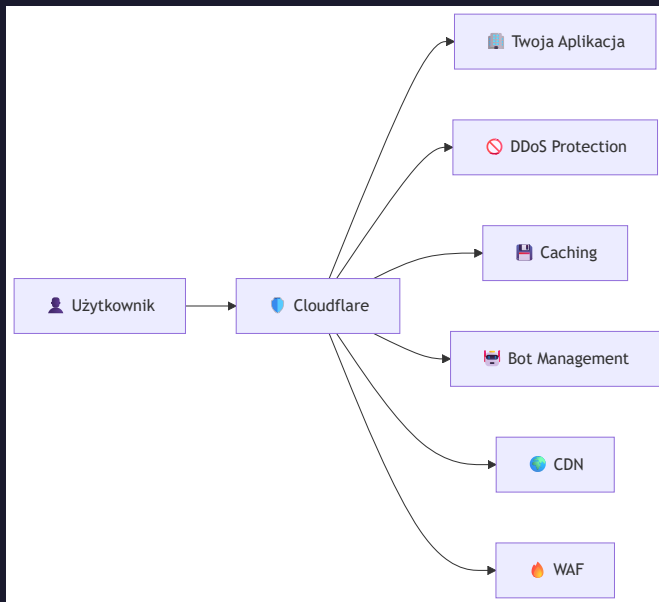 👤 Użytkownik
🛡️ Cloudflare
🏢 Twoja Aplikacja
🚫 DDoS Protection
💾 Caching
🤖 Bot Management
🌍 CDN
🔥 WAF